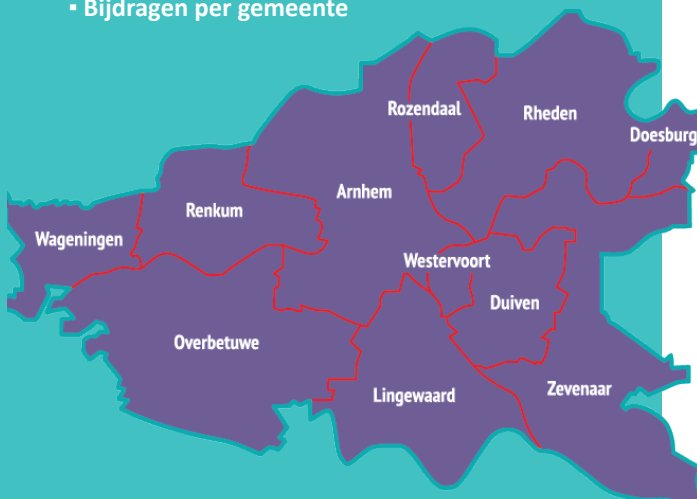 ▪ Bijdragen per gemeente
Rozendaal
Rheden
Doesburg
Arnhem
Renkum
Wageningen
Westervoort
Duiven
Overbetuwe
Lingewaard
Zevenaar